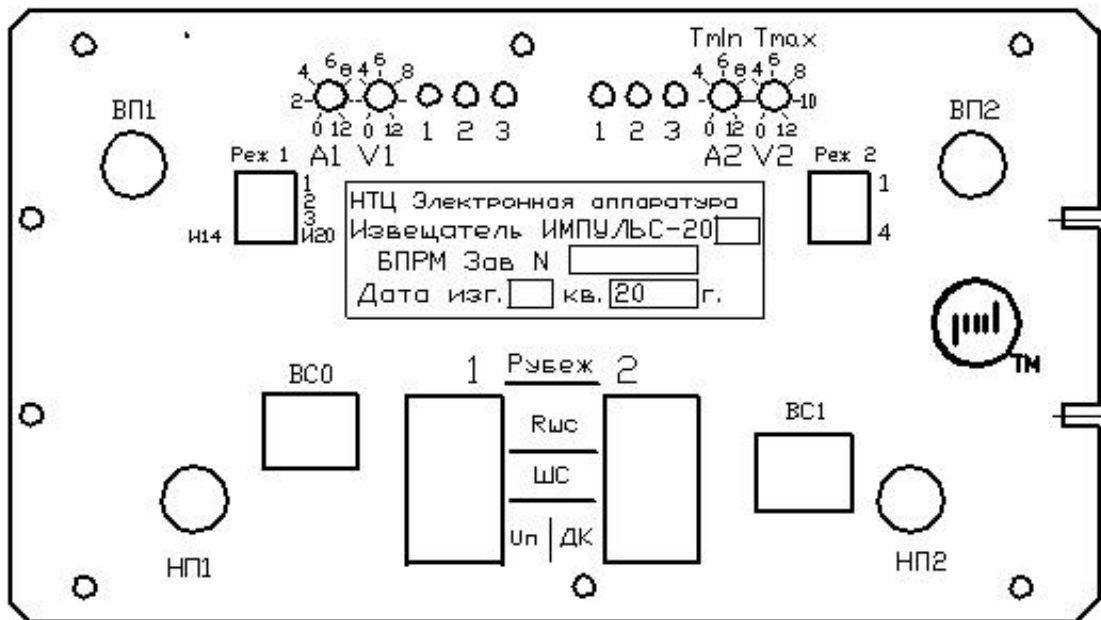 Tmin Tmax
4 6 8 4 6 8 4 6 8 4 6 8
2 10
0 12 0 12 1 2 3 1 2 3 0 12 0 12
ВП1 ВП2
Реж 1 А1 V1 А2 V2 Реж 2
1
2
3
И14 И20
1
4
НТЦ Электронная аппаратура
Извещатель ИМПУЛЬС-20
БПРМ Зав N
Дата изг. кв. 20 г.
ТМ
1 Рубеж 2
ВС0
Rшс
ВС1
ШС
Uп ДК
НП1 НП2